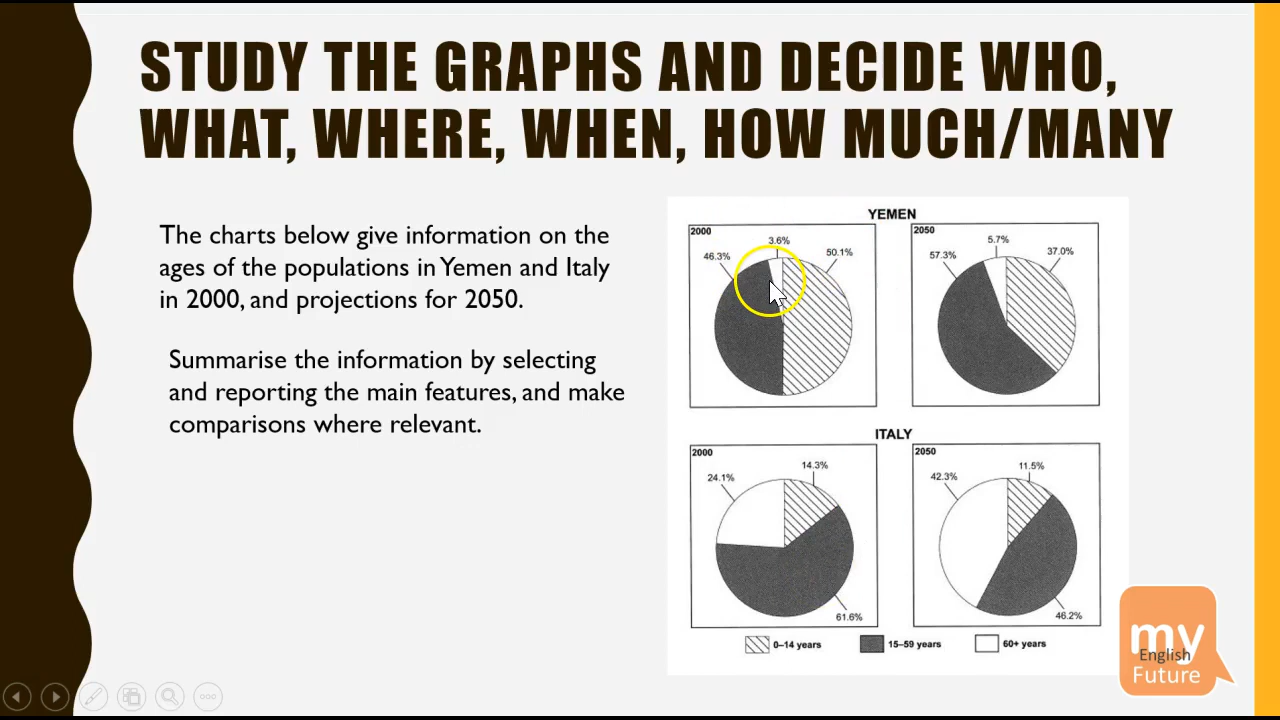 STUDY THE GRAPHS AND DECIDE WHO,
WHAT, WHERE, WHEN, HOW MUCH/MANY
The charts below give information on the
ages of the populations in Yemen and Italy
in 2000, and projections for 2050.
Summarise the information by selecting
and reporting the main features, and make
comparisons where relevant.
YEMEN
2000
3.6%
46.3%
50.1%
2050
5.7%
57.3%
37.0%
ITALY
2000
24.1%
14.3%
61.6%
2050
42.3%
11.5%
46.2%
0–14 years
15–59 years
60+ years
my
English
Future